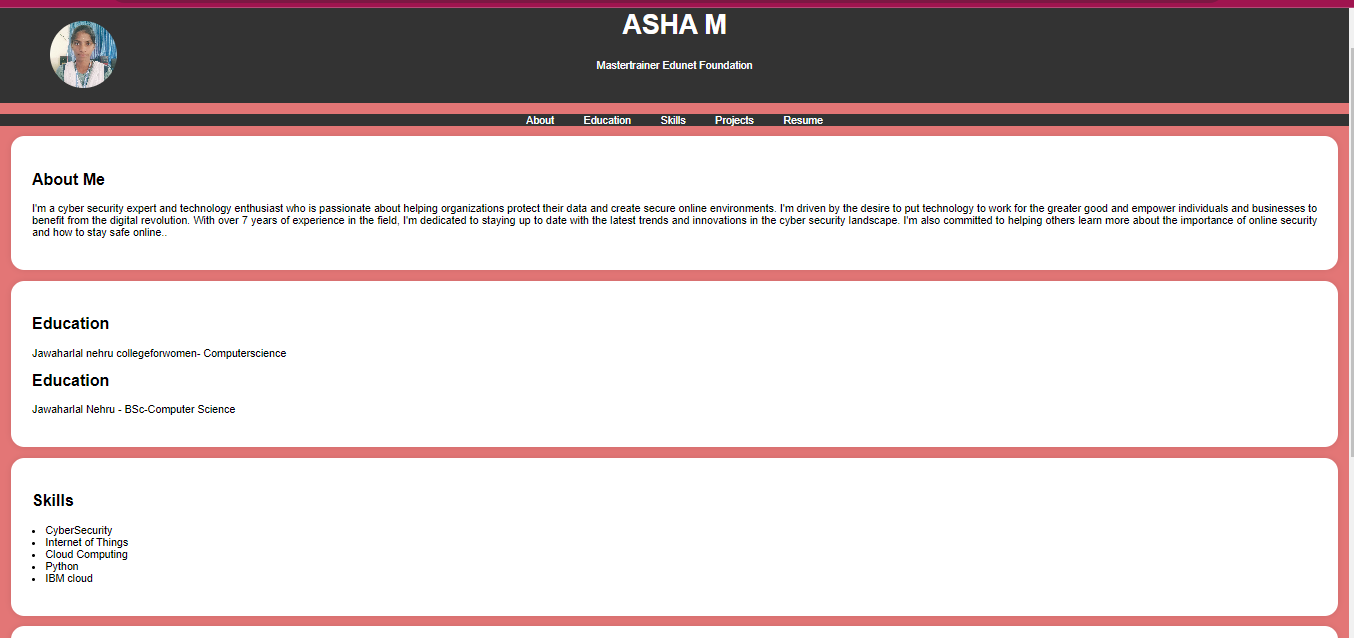 ASHA M
Mastertrainer Edunet Foundation
About Education Skills Projects Resume
About Me
I'm a cyber security expert and technology enthusiast who is passionate about helping organizations protect their data and create secure online environments. I'm driven by the desire to put technology to work for the greater good and empower individuals and businesses to
benefit from the digital revolution. With over 7 years of experience in the field, I'm dedicated to staying up to date with the latest trends and innovations in the cyber security landscape. I'm also committed to helping others learn more about the importance of online security
and how to stay safe online..
Education
Jawaharlal nehru collegeforwomen- Computerscience
Education
Jawaharlal Nehru - BSc-Computer Science
Skills
• CyberSecurity
• Internet of Things
• Cloud Computing
• Python
• IBM cloud